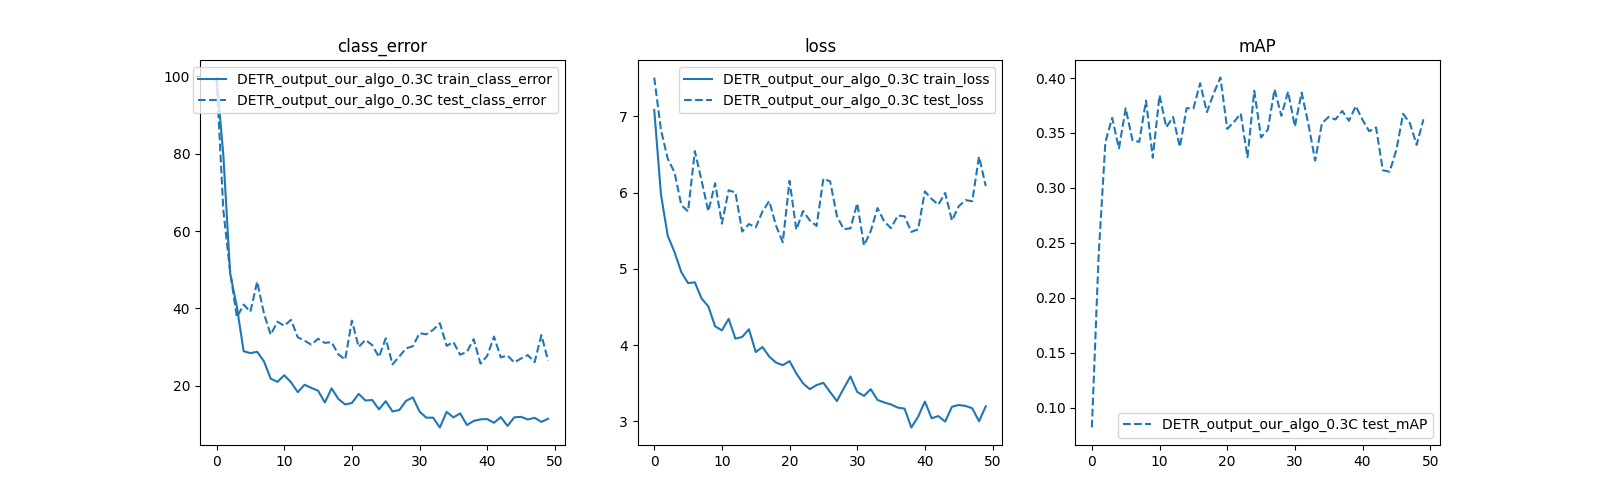 class_error
100
80
60
40
20
0 10 20 30 40 50
DETR_output_our_algo_0.3C train_class_error
DETR_output_our_algo_0.3C test_class_error
loss
7
6
5
4
3
0 10 20 30 40 50
DETR_output_our_algo_0.3C train_loss
DETR_output_our_algo_0.3C test_loss
mAP
0.40
0.35
0.30
0.25
0.20
0.15
0.10
0 10 20 30 40 50
DETR_output_our_algo_0.3C test_mAP